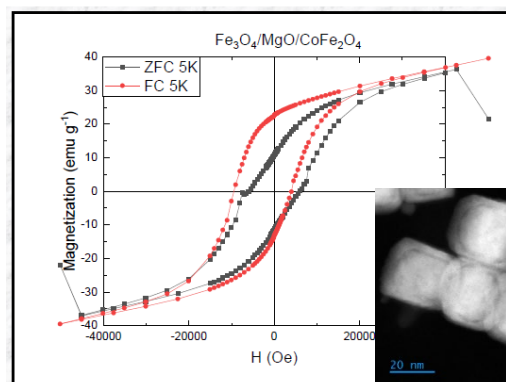 Fe₃O₄/MgO/CoFe₂O₄
ZFC 5K
FC 5K
Magnetization (emu g⁻¹)
40
30
20
10
0
-10
-20
-30
-40
-40000
-20000
0
20000
H (Oe)
20 nm